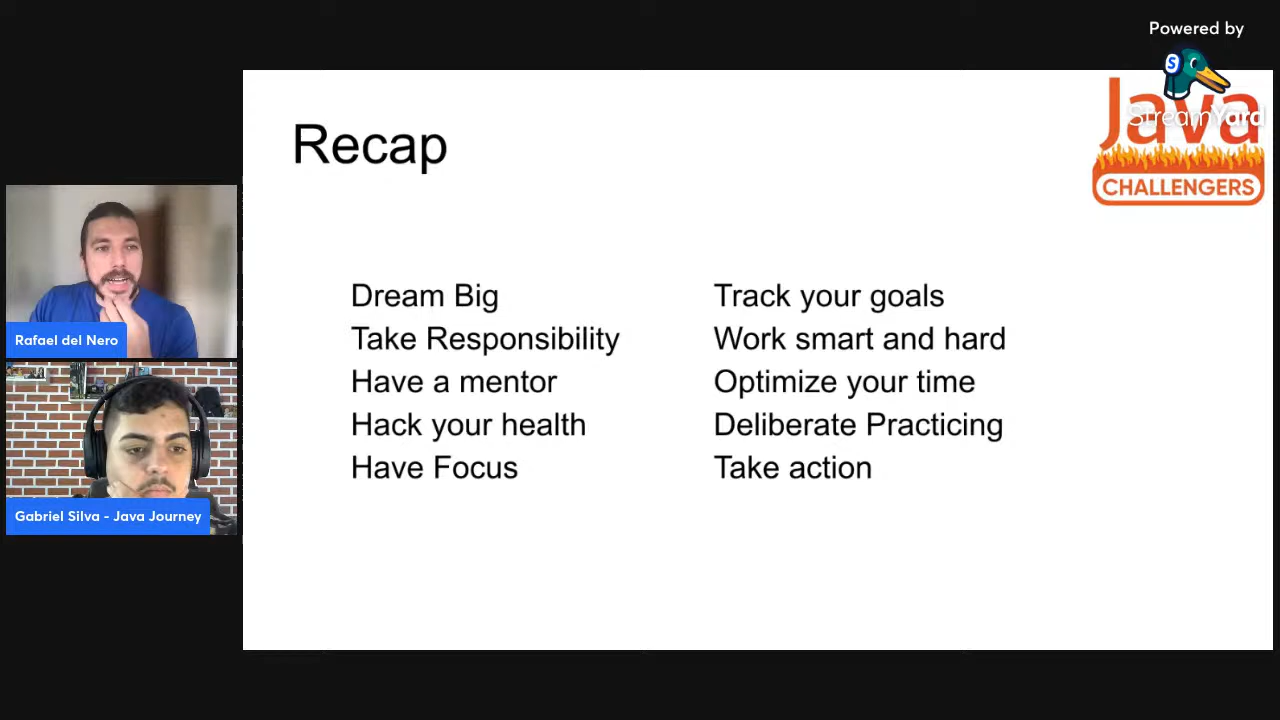 Powered by
S
StreamYard
Java
CHALLENGERS
Recap
Dream Big
Take Responsibility
Have a mentor
Hack your health
Have Focus
Track your goals
Work smart and hard
Optimize your time
Deliberate Practicing
Take action
Rafael del Nero
Gabriel Silva - Java Journey